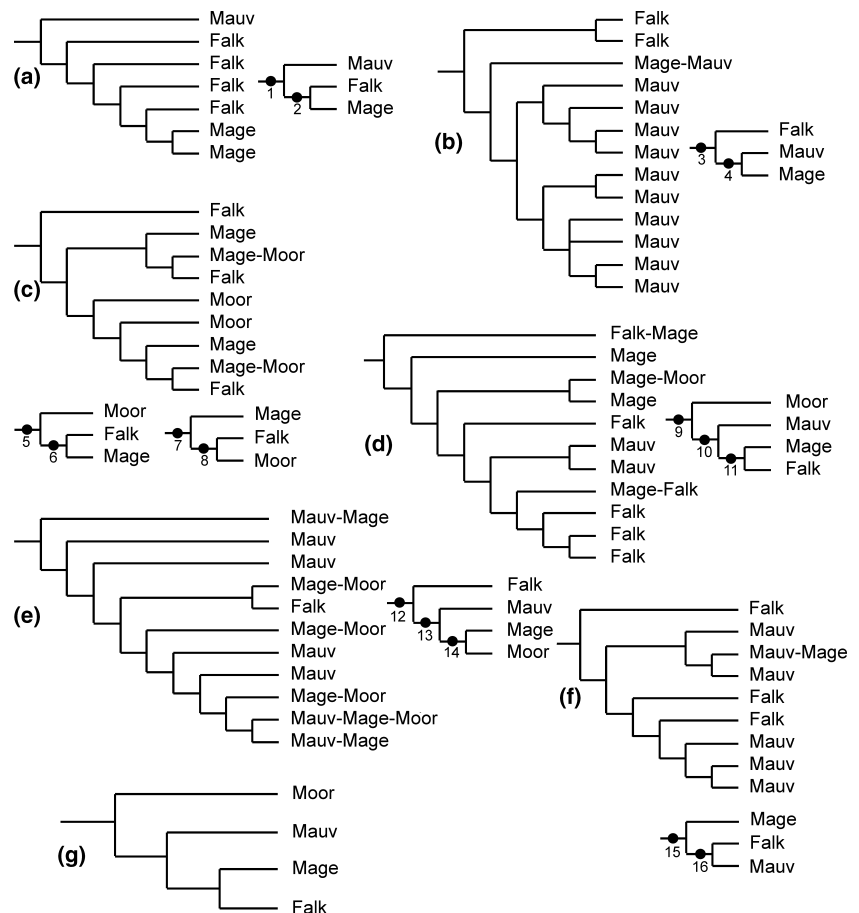 Mauv
Falk
Falk
Falk
Falk
Mage
Mage
(a)
Mauv
Falk
Mage
1
2
Falk
Falk
Mage-Mauv
Mauv
Mauv
Mauv
Mauv
Mauv
Mauv
Mauv
Mauv
Mauv
Mauv
(b)
Falk
Mauv
Mage
3
4
Falk
Mage
Mage-Moor
Falk
Moor
Moor
Mage
Mage-Moor
Falk
(c)
Moor
Falk
Mage
5
6
Mage
Falk
Moor
7
8
Falk-Mage
Mage
Mage-Moor
Mage
Falk
Mauv
Mauv
Mage-Falk
Falk
Falk
Falk
(d)
Moor
Mauv
Mage
Falk
9
10
11
Mauv-Mage
Mauv
Mauv
Mage-Moor
Falk
Mage-Moor
Mauv
Mauv
Mage-Moor
Mauv-Mage-Moor
Mauv-Mage
(e)
Falk
Mauv
Mage
Moor
12
13
14
Falk
Mauv
Mauv-Mage
Mauv
Falk
Falk
Mauv
Mauv
Mauv
(f)
Mage
Falk
Mauv
15
16
Moor
Mauv
Mage
Falk
(g)